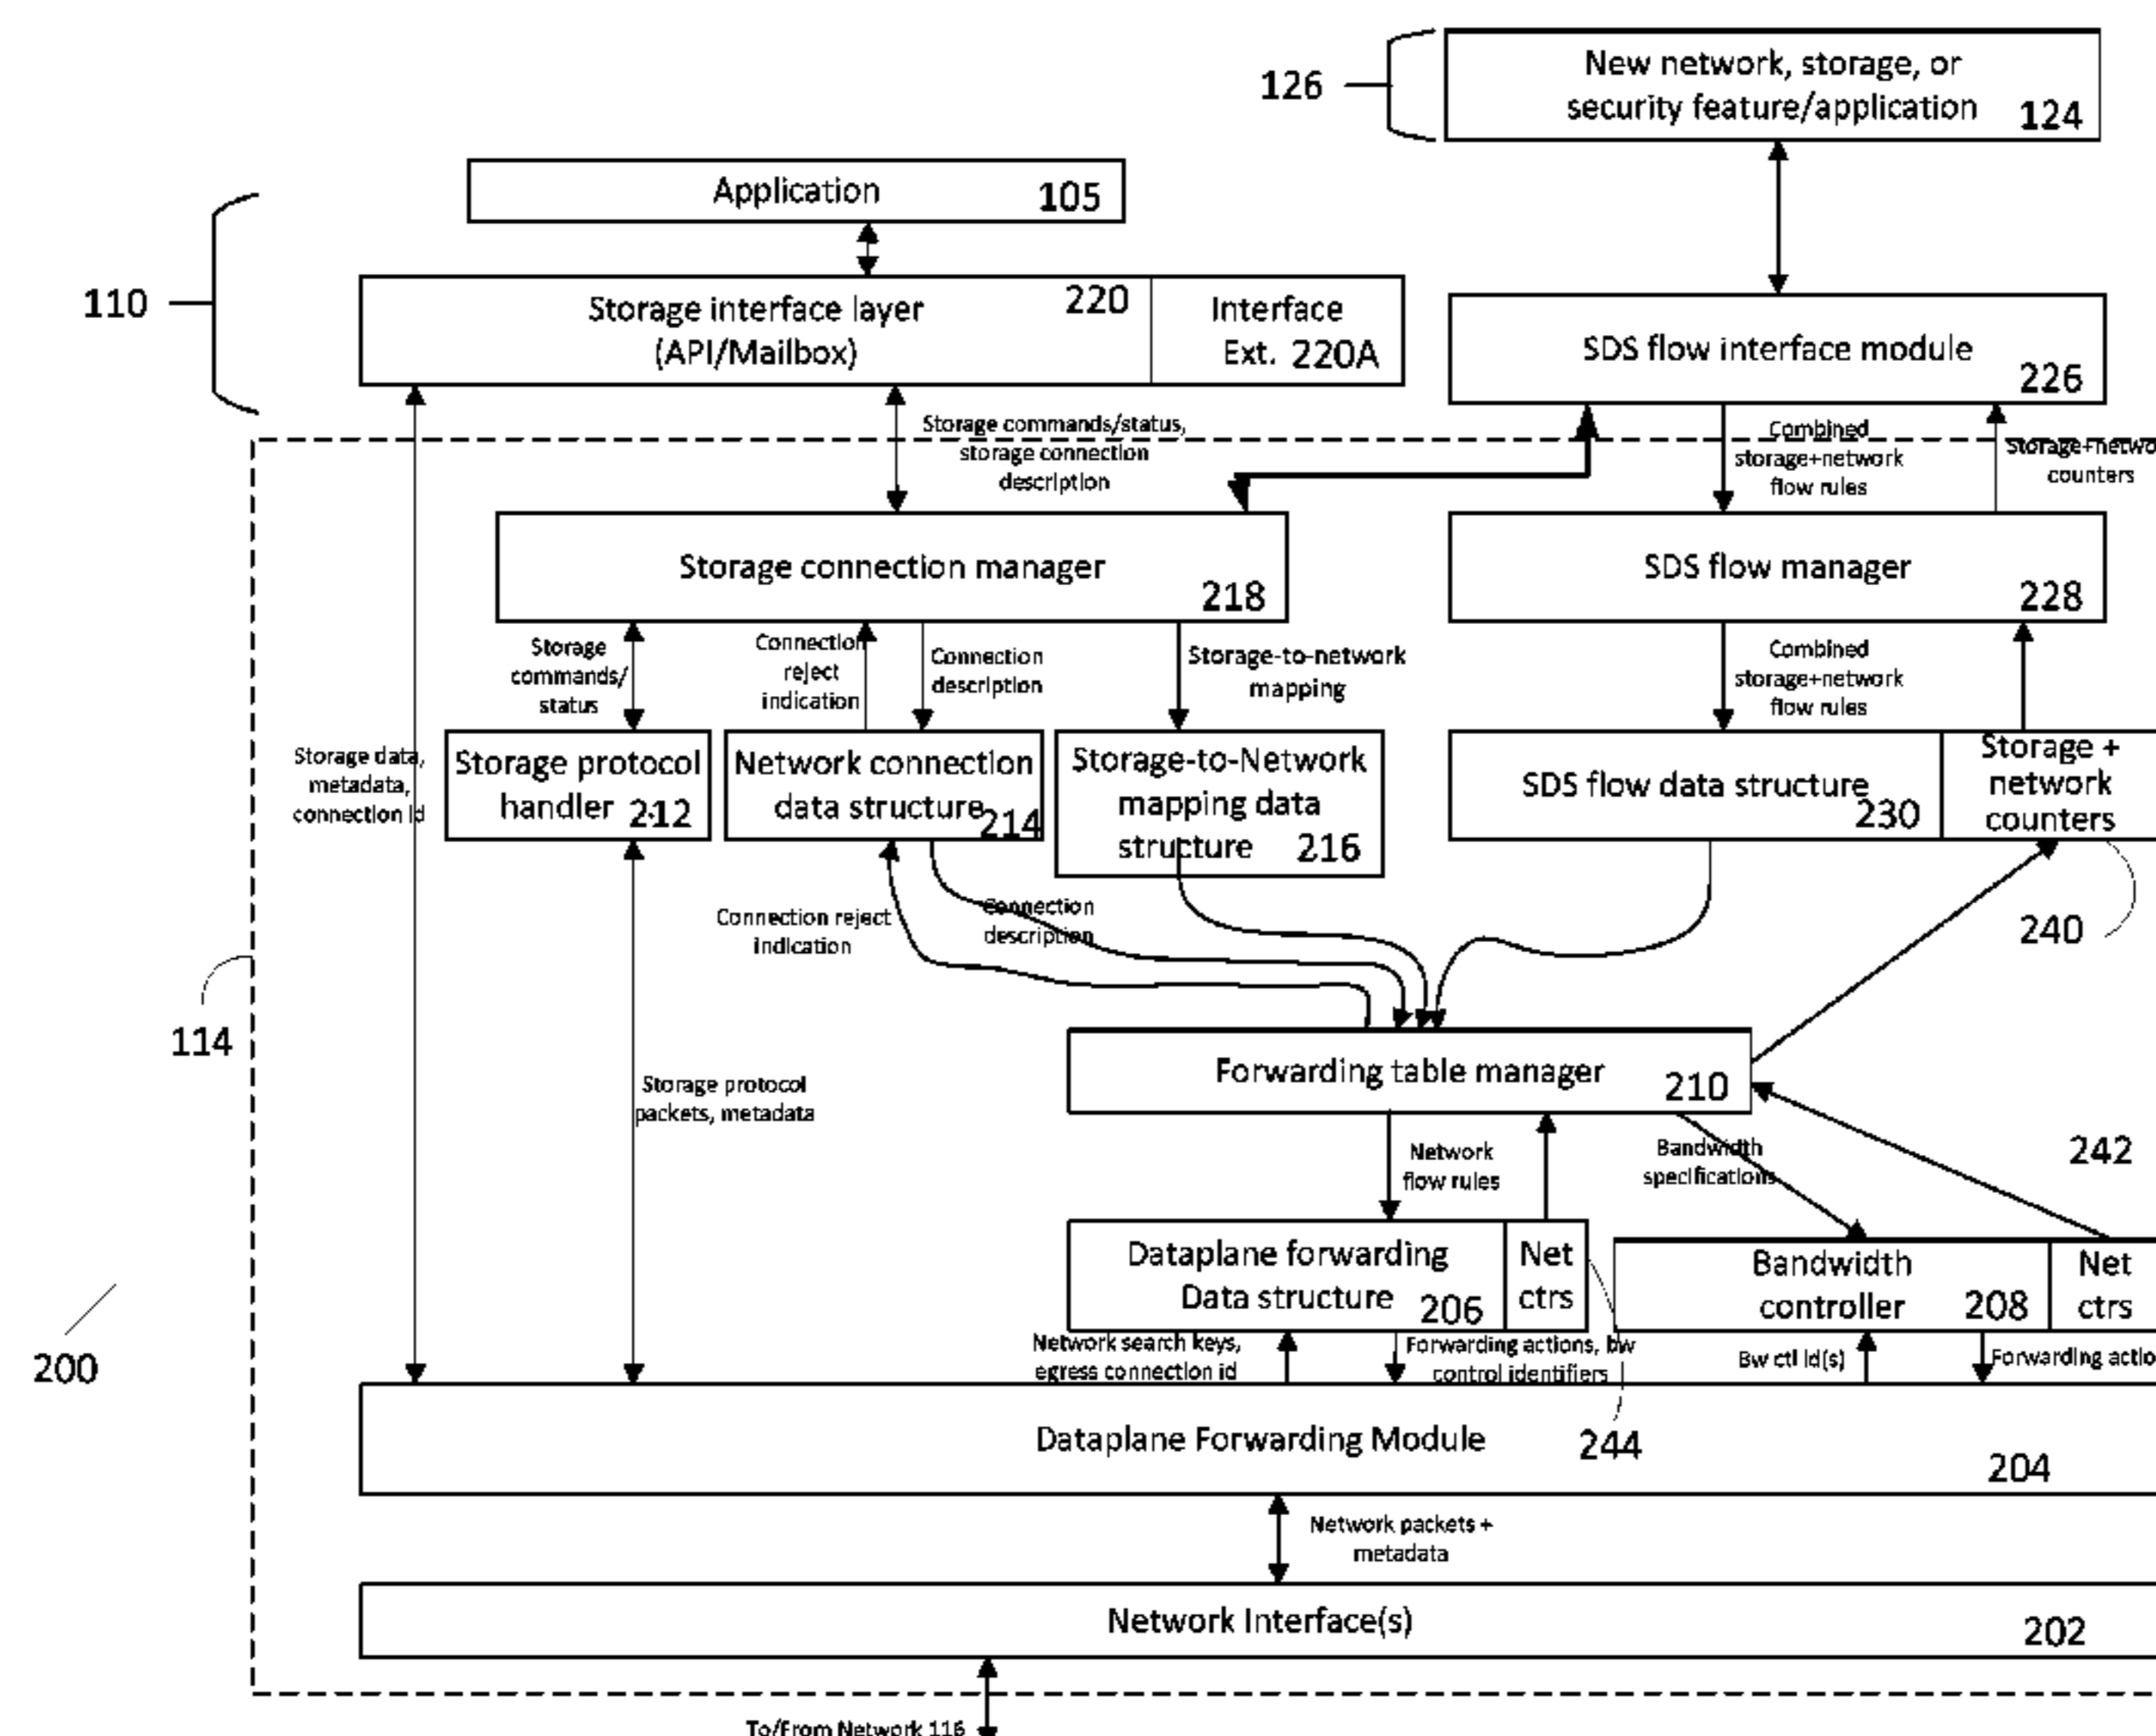 New network, storage, or
security feature/application 124
126
Application 105
110
Storage interface layer 220
(API/Mailbox)
Interface
Ext. 220A
SDS flow interface module
226
Storage commands/status,
storage connection
description
Combined
storage+network
flow rules
counters
Storage connection manager
218
SDS flow manager
228
Storage
commands/
status
Connection
reject
indication
Connection
description
Storage-to-network
mapping
Combined
storage+network
flow rules
Storage data,
metadata,
connection id
Storage protocol
handler 212
Network connection
data structure 214
Storage-to-Network
mapping data
structure 216
SDS flow data structure
230
Storage +
network
counters
Connection reject
indication
Connection
description
240
114
Forwarding table manager
210
Storage protocol
packets, metadata
Network
flow rules
Bandwidth
specifications
242
Dataplane forwarding
Data structure 206
Net
ctrs
Bandwidth
controller 208
Net
ctrs
200
Network search keys,
egress connection id
Forwarding actions, bw
control identifiers
Bw ctl id(s)
Forwarding
Dataplane Forwarding Module
244
204
Network packets +
metadata
Network Interface(s)
202
To/From Network 116